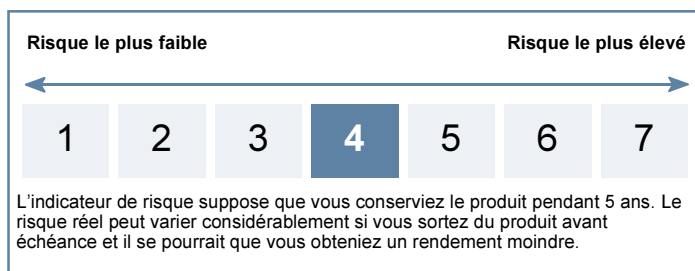 Risque le plus faible Risque le plus élevé
1 2 3 4 5 6 7
L'indicateur de risque suppose que vous conserviez le produit pendant 5 ans. Le
risque réel peut varier considérablement si vous sortez du produit avant
échéance et il se pourrait que vous obteniez un rendement moindre.